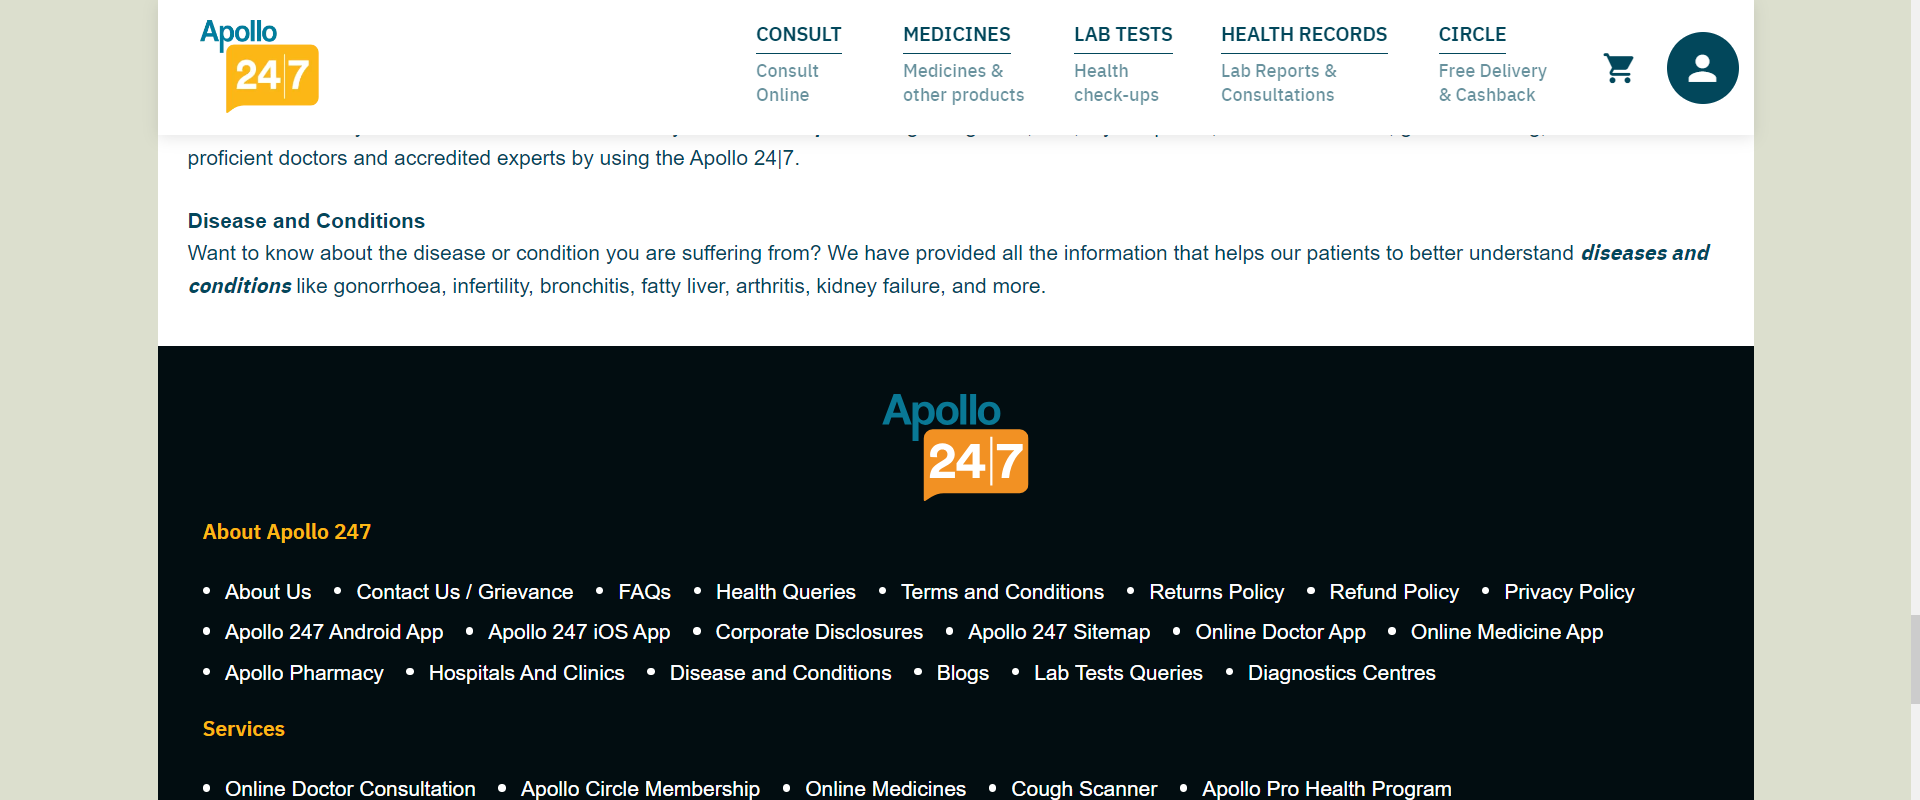 Apollo
24|7
CONSULT
Consult
Online
MEDICINES
Medicines &
other products
LAB TESTS
Health
check-ups
HEALTH RECORDS
Lab Reports &
Consultations
CIRCLE
Free Delivery
& Cashback
proficient doctors and accredited experts by using the Apollo 24|7.
Disease and Conditions
Want to know about the disease or condition you are suffering from? We have provided all the information that helps our patients to better understand diseases and
conditions like gonorrhoea, infertility, bronchitis, fatty liver, arthritis, kidney failure, and more.
Apollo
24|7
About Apollo 247
• About Us • Contact Us / Grievance • FAQs • Health Queries • Terms and Conditions • Returns Policy • Refund Policy • Privacy Policy
• Apollo 247 Android App • Apollo 247 iOS App • Corporate Disclosures • Apollo 247 Sitemap • Online Doctor App • Online Medicine App
• Apollo Pharmacy • Hospitals And Clinics • Disease and Conditions • Blogs • Lab Tests Queries • Diagnostics Centres
Services
• Online Doctor Consultation • Apollo Circle Membership • Online Medicines • Cough Scanner • Apollo Pro Health Program